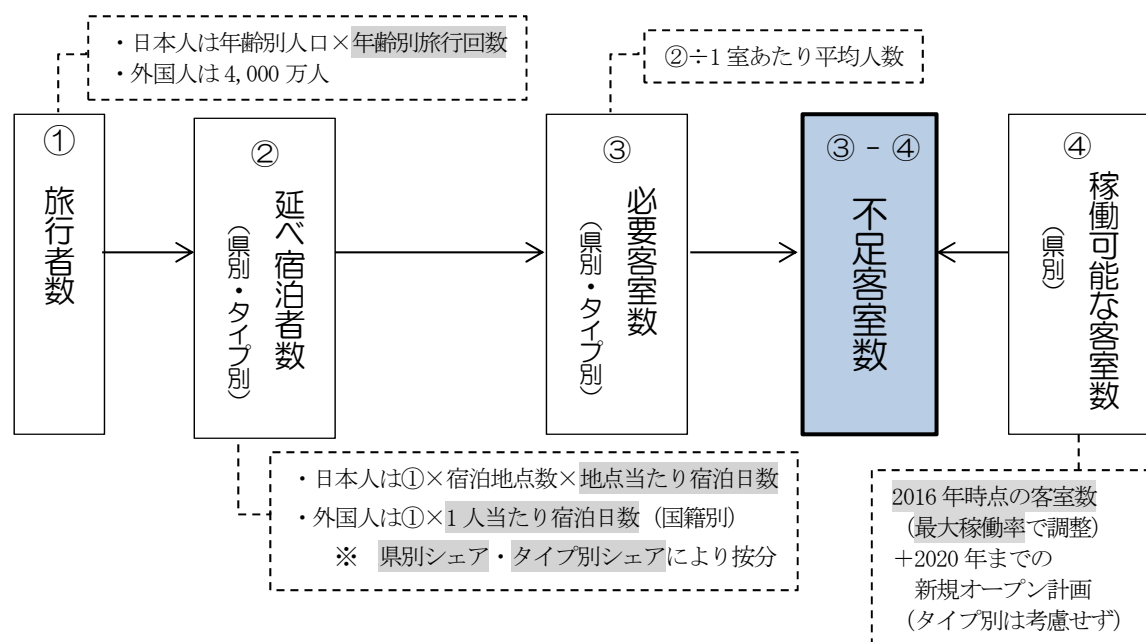 ・日本人は年齢別人口×年齢別旅行回数
・外国人は4,000万人
②÷1室あたり平均人数
①
旅行者数
②
延べ宿泊者数
（県別・タイプ別）
③
必要客室数
（県別・タイプ別）
③－④
不足客室数
④
稼働可能な客室数
（県別）
・日本人は①×宿泊地点数×地点当たり宿泊日数
・外国人は①×1人当たり宿泊日数（国籍別）
※　県別シェア・タイプ別シェアにより按分
2016年時点の客室数
（最大稼働率で調整）
＋2020年までの
新規オープン計画
（タイプ別は考慮せず）